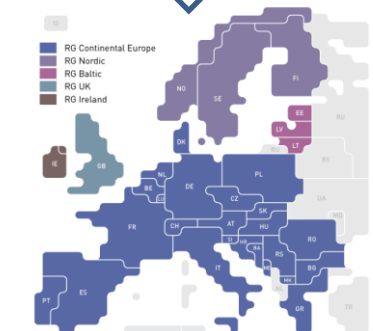 IS
RG Continental Europe
RG Nordic
RG Baltic
RG UK
RG Ireland
NO
SE
FI
EE
LV
LT
RU
RU
BY
IE
GB
DK
NL
BE
LU
DE
PL
CZ
SK
UA
MD
FR
CH
AT
HU
SI
HR
RO
BA
RS
IT
ME
BG
MK
AL
PT
ES
GR
TR